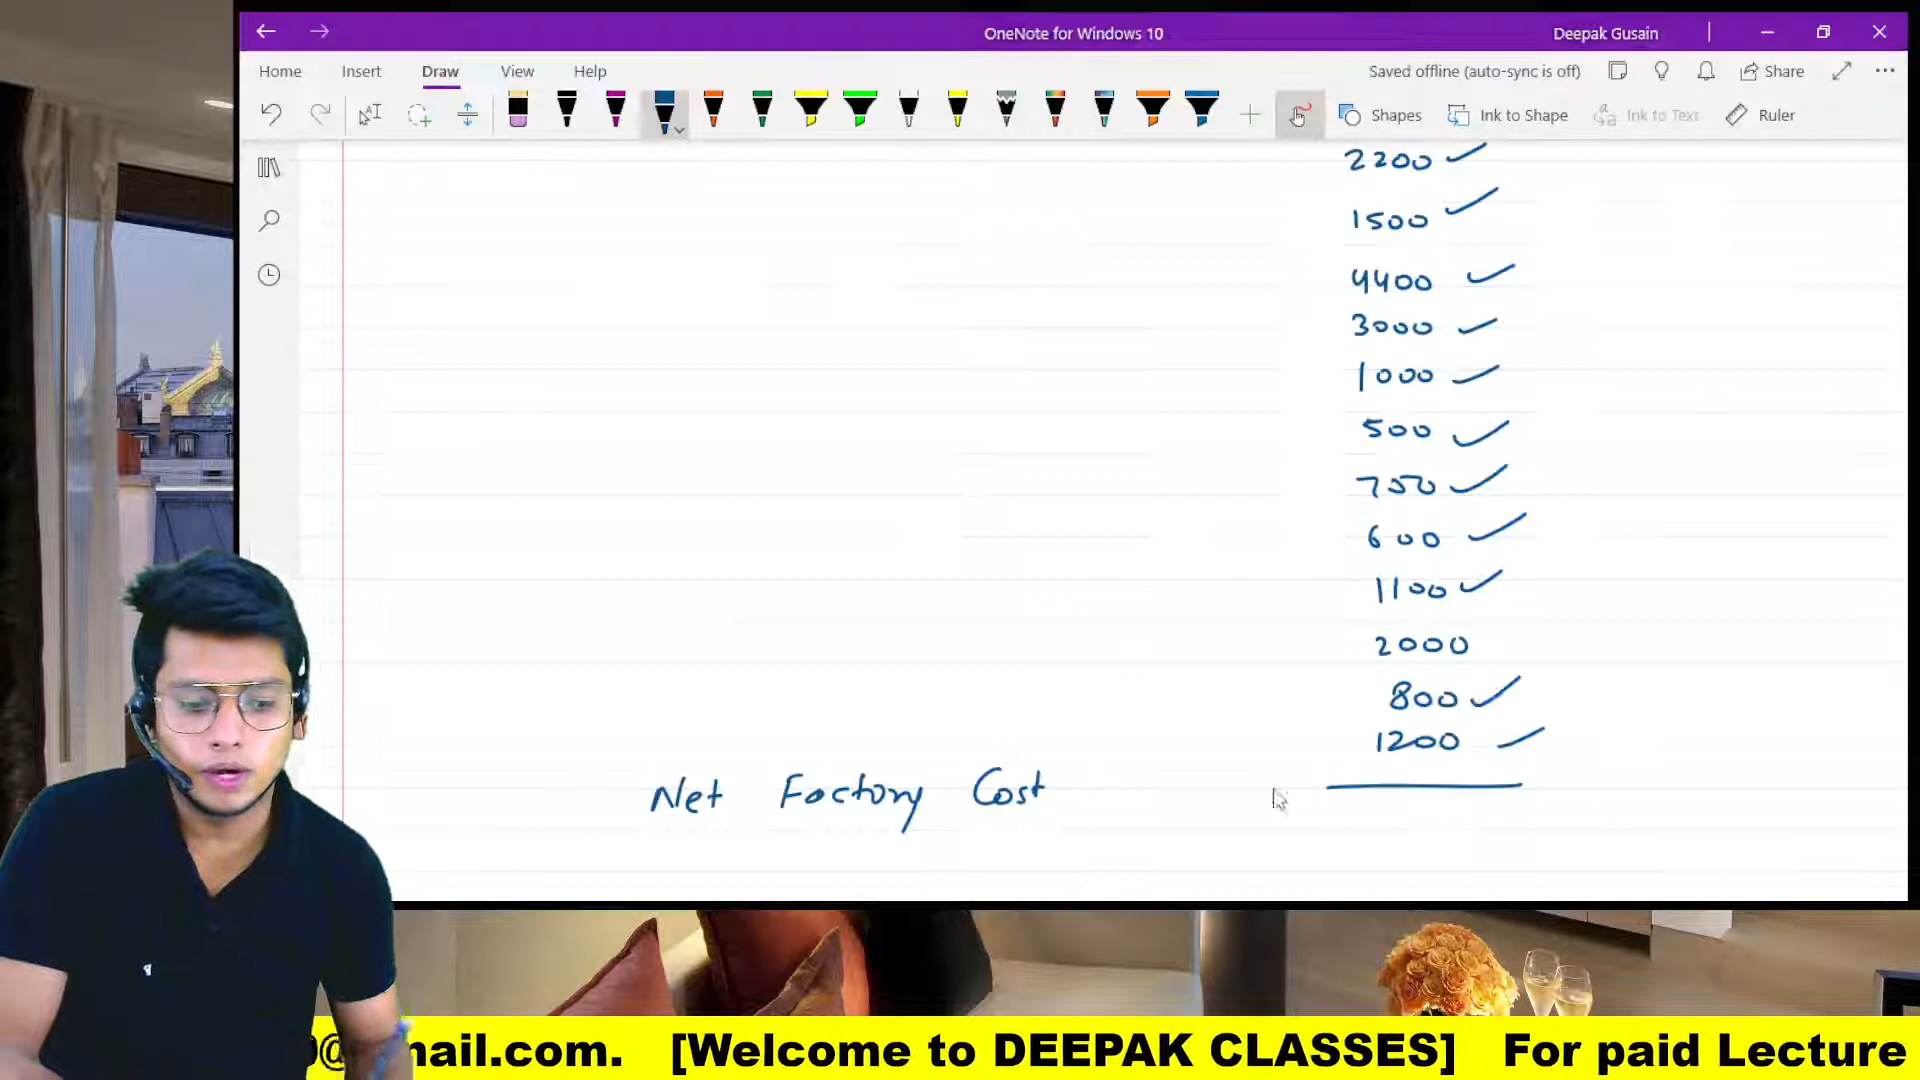 OneNote for Windows 10
Deepak Gusain
Home Insert Draw View Help
Saved offline (auto-sync is off)
Share
Shapes Ink to Shape Ink to Text Ruler
2200
1500
4400
3000
1000
500
750
600
1100
2000
800
1200
Net Factory Cost
mail.com. [Welcome to DEEPAK CLASSES] For paid Lecture